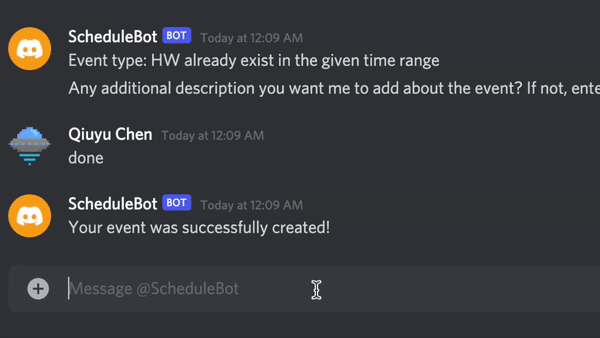 ScheduleBot BOT Today at 12:09 AM
Event type: HW already exist in the given time range
Any additional description you want me to add about the event? If not, ente
Qiuyu Chen Today at 12:09 AM
done
ScheduleBot BOT Today at 12:09 AM
Your event was successfully created!
Message @ScheduleBot